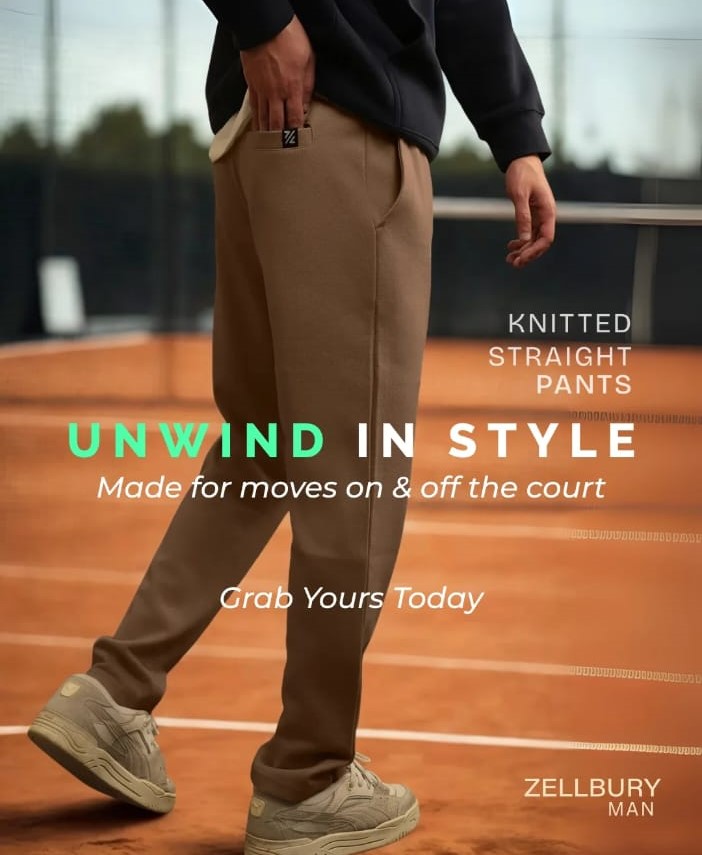 KNITTED
STRAIGHT
PANTS
UNWIND IN STYLE
Made for moves on & off the court
Grab Yours Today
ZELLBURY
MAN